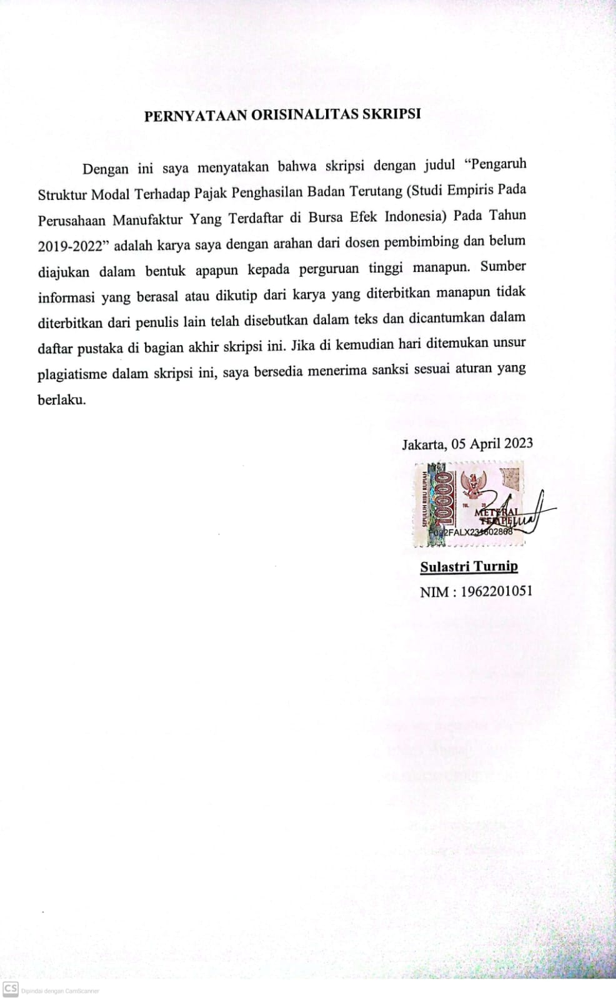 PERNYATAAN ORISINALITAS SKRIPSI
Dengan ini saya menyatakan bahwa skripsi dengan judul “Pengaruh
Struktur Modal Terhadap Pajak Penghasilan Badan Terutang (Studi Empiris Pada
Perusahaan Manufaktur Yang Terdaftar di Bursa Efek Indonesia) Pada Tahun
2019-2022” adalah karya saya dengan arahan dari dosen pembimbing dan belum
diajukan dalam bentuk apapun kepada perguruan tinggi manapun. Sumber
informasi yang berasal atau dikutip dari karya yang diterbitkan manapun tidak
diterbitkan dari penulis lain telah disebutkan dalam teks dan dicantumkan dalam
daftar pustaka di bagian akhir skripsi ini. Jika di kemudian hari ditemukan unsur
plagiatisme dalam skripsi ini, saya bersedia menerima sanksi sesuai aturan yang
berlaku.
Jakarta, 05 April 2023
SEPULUH RIBU RUPIAH
10000
TGL. 20
METERAI
TEMPEL
Sulastri Turnip
NIM : 1962201051
CS Dipindai dengan CamScanner